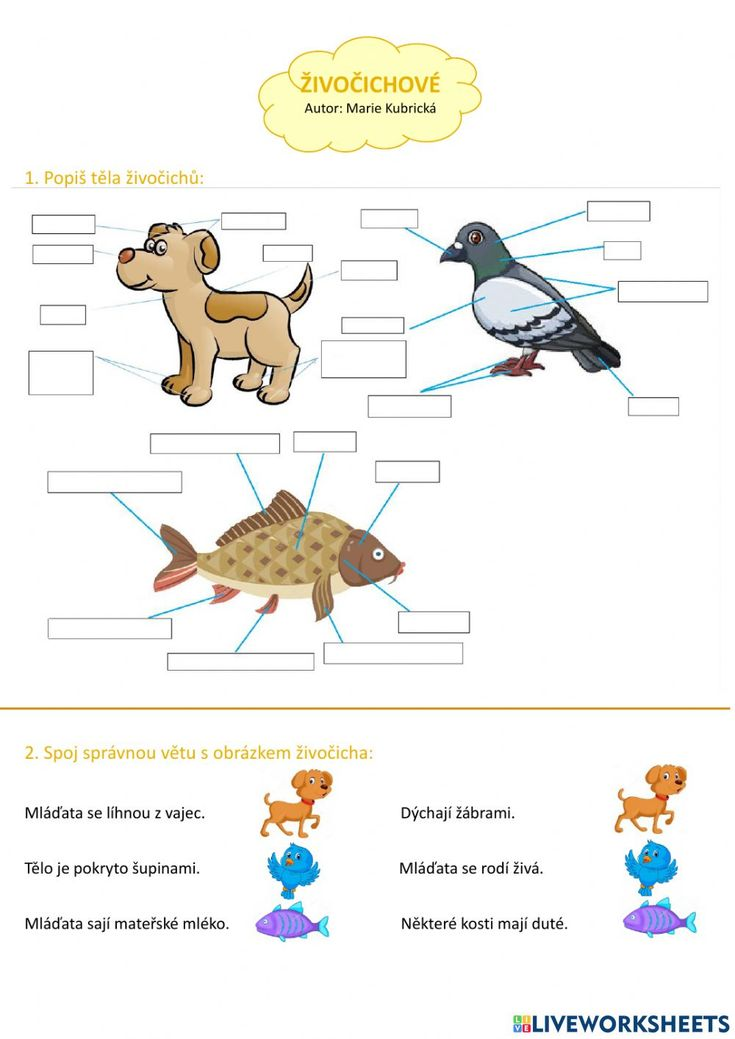 ŽIVOČICHOVÉ
Autor: Marie Kubrická
1. Popiš těla živočichů:
2. Spoj správnou větu s obrázkem živočicha:
Mláďata se líhnou z vajec.
Dýchají žábrami.
Tělo je pokryto šupinami.
Mláďata se rodí živá.
Mláďata sají mateřské mléko.
Některé kosti mají duté.
LIVEWORKSHEETS